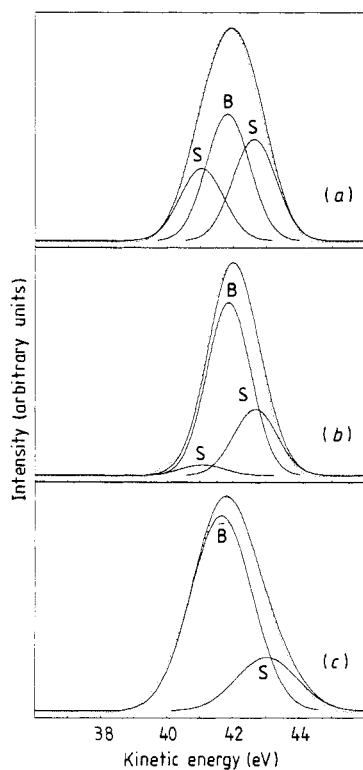 B
S
S
(a)
B
S
S
(b)
B
S
(c)
Intensity (arbitrary units)
38 40 42 44
Kinetic energy (eV)